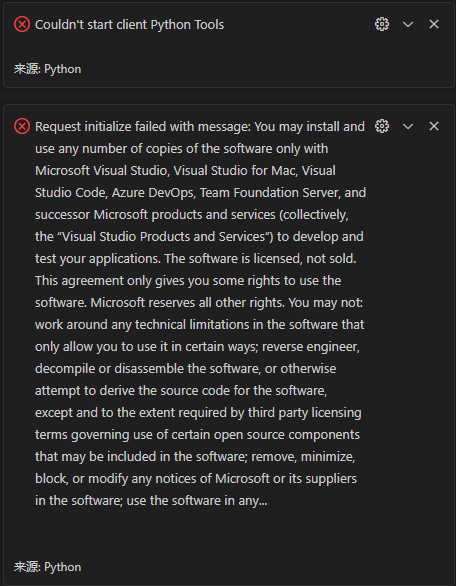 Couldn't start client Python Tools
来源: Python
Request initialize failed with message: You may install and
use any number of copies of the software only with
Microsoft Visual Studio, Visual Studio for Mac, Visual
Studio Code, Azure DevOps, Team Foundation Server, and
successor Microsoft products and services (collectively,
the “Visual Studio Products and Services”) to develop and
test your applications. The software is licensed, not sold.
This agreement only gives you some rights to use the
software. Microsoft reserves all other rights. You may not:
work around any technical limitations in the software that
only allow you to use it in certain ways; reverse engineer,
decompile or disassemble the software, or otherwise
attempt to derive the source code for the software,
except and to the extent required by third party licensing
terms governing use of certain open source components
that may be included in the software; remove, minimize,
block, or modify any notices of Microsoft or its suppliers
in the software; use the software in any...
来源: Python